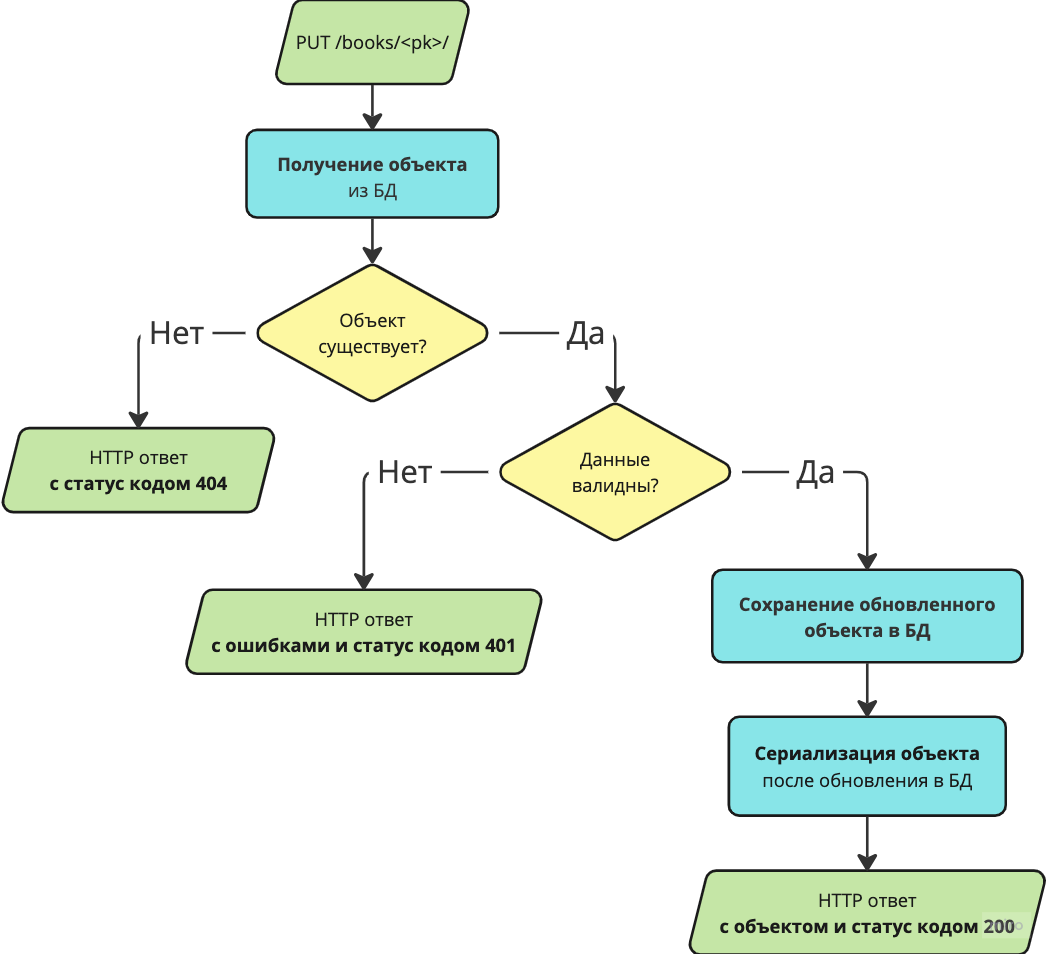 PUT /books/<pk>/
Получение объекта
из БД
Объект
существует?
Нет
Да
HTTP ответ
с статус кодом 404
Данные
валидны?
Нет
Да
HTTP ответ
с ошибками и статус кодом 401
Сохранение обновленного
объекта в БД
Сериализация объекта
после обновления в БД
HTTP ответ
с объектом и статус кодом 200